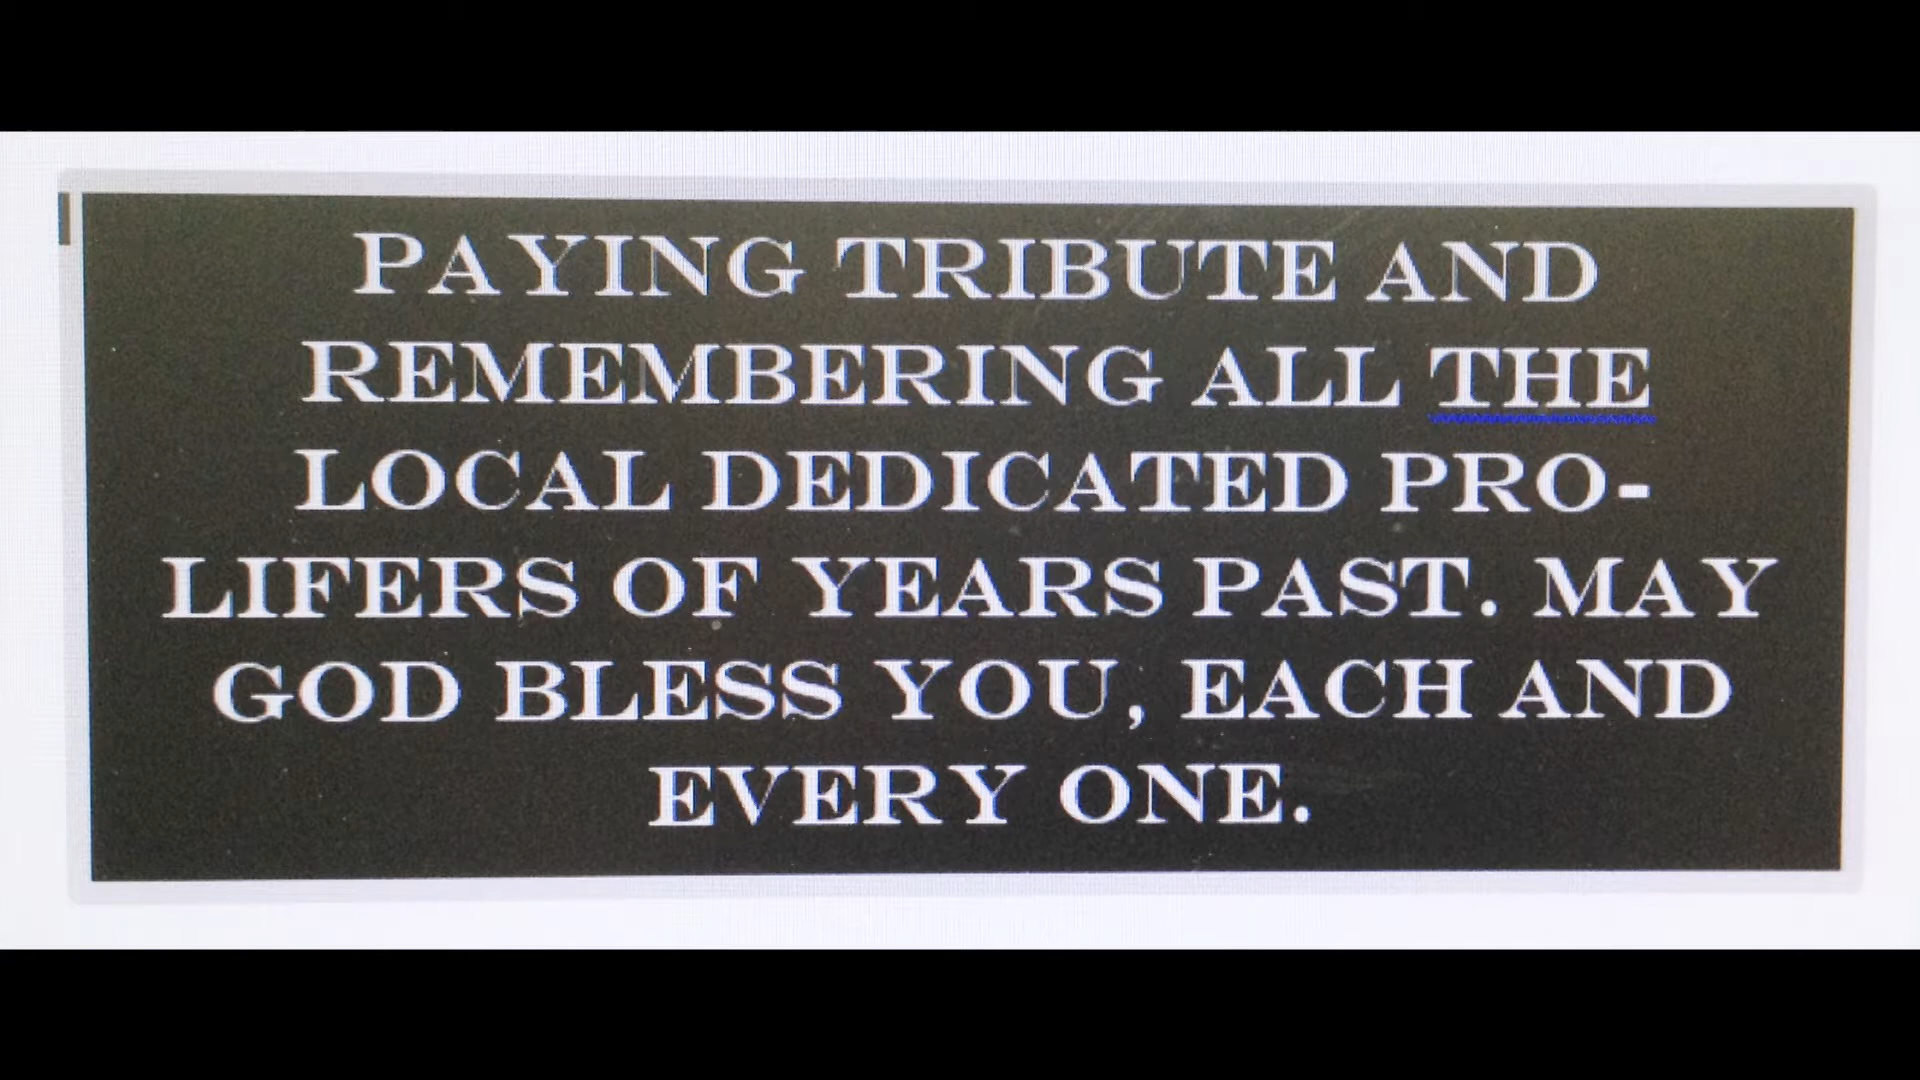 PAYING TRIBUTE AND
REMEMBERING ALL THE
LOCAL DEDICATED PRO-
LIFERS OF YEARS PAST. MAY
GOD BLESS YOU, EACH AND
EVERY ONE.